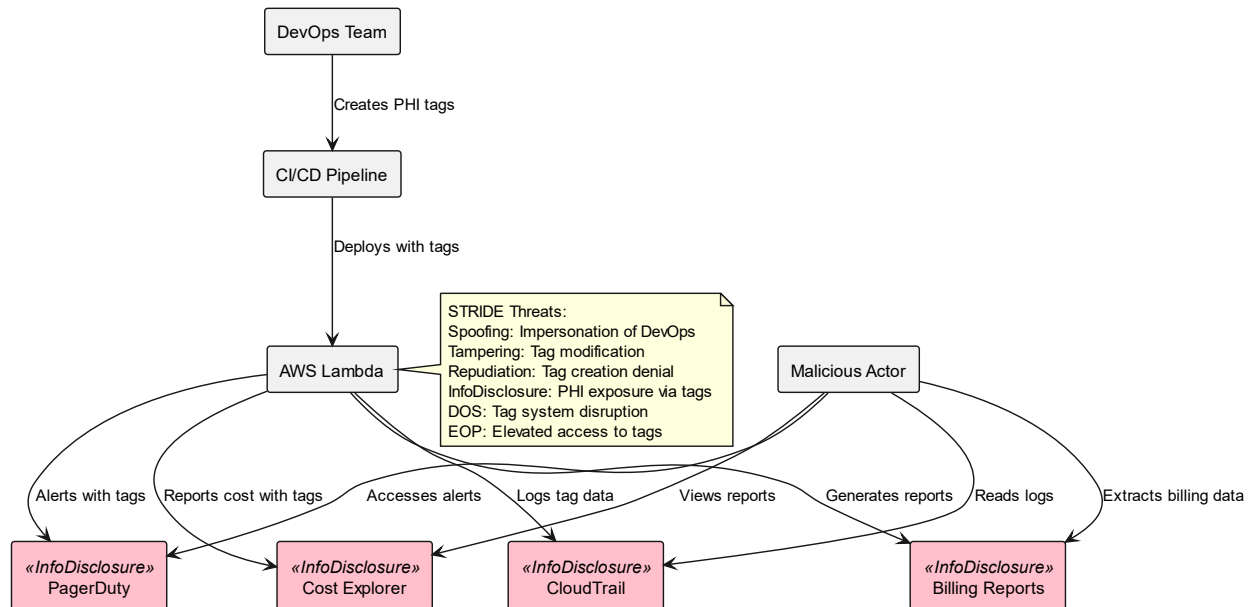 DevOps Team
Creates PHI tags
CI/CD Pipeline
Deploys with tags
STRIDE Threats:
Spoofing: Impersonation of DevOps
Tampering: Tag modification
Repudiation: Tag creation denial
InfoDisclosure: PHI exposure via tags
DOS: Tag system disruption
EOP: Elevated access to tags
AWS Lambda
Malicious Actor
Alerts with tags
Reports cost with tags
Accesses alerts
Logs tag data
Views reports
Generates reports
Reads logs
Extracts billing data
«InfoDisclosure»
PagerDuty
«InfoDisclosure»
Cost Explorer
«InfoDisclosure»
CloudTrail
«InfoDisclosure»
Billing Reports